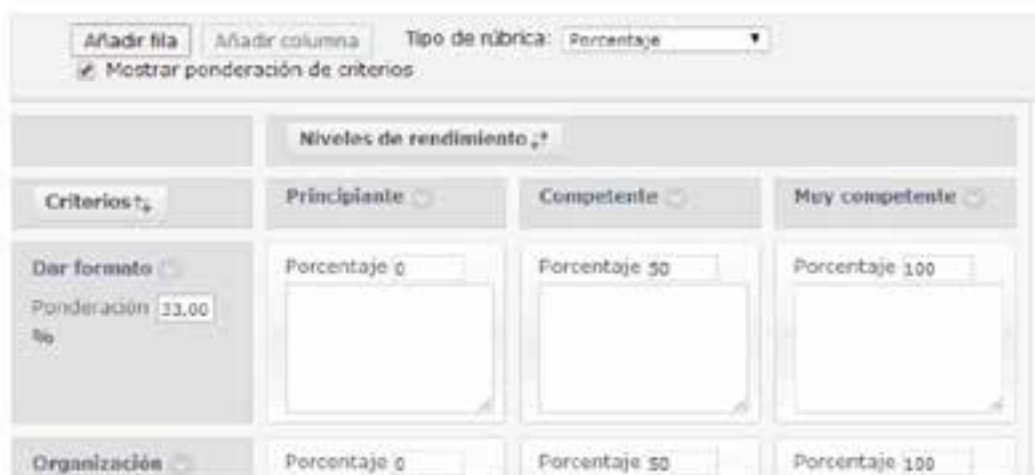 Añadir fila Añadir columna Tipo de rúbrica: Porcentaje
Mostrar ponderación de criterios
Niveles de rendimiento
Criterios Principiante Competente Muy competente
Dar formato Porcentaje 0 Porcentaje 50 Porcentaje 100
Ponderación 33,00
%
Organización Porcentaje 0 Porcentaje 50 Porcentaje 100